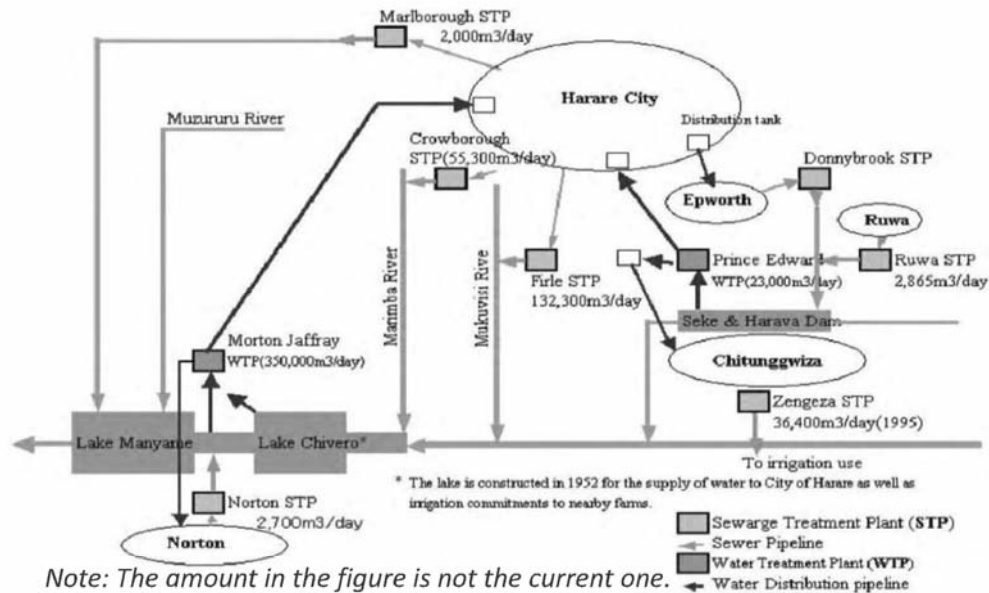 Marlborough STP
2,000m3/day
Harare City
Muzururu River
Distribution tank
Crowborough
STP(55,300m3/day)
Donnybrook STP
Epworth
Ruwa
Prince Edward
WTP(23,000m3/day)
Ruwa STP
2,865m3/day
Firle STP
132,300m3/day
Marimba River
Mukuvisi Rive
Seke & Harava Dam
Morton Jaffray
WTP(350,000m3/day)
Chitunggwiza
Zengeza STP
36,400m3/day(1995)
Lake Manyame
Lake Chivero*
To irrigation use
* The lake is constructed in 1952 for the supply of water to City of Harare as well as
irrigation commitments to nearby farms.
Norton STP
2,700m3/day
Norton
Sewarge Treatment Plant (STP)
Sewer Pipeline
Water Treatment Plant (WTP)
Water Distribution pipeline
Note: The amount in the figure is not the current one.